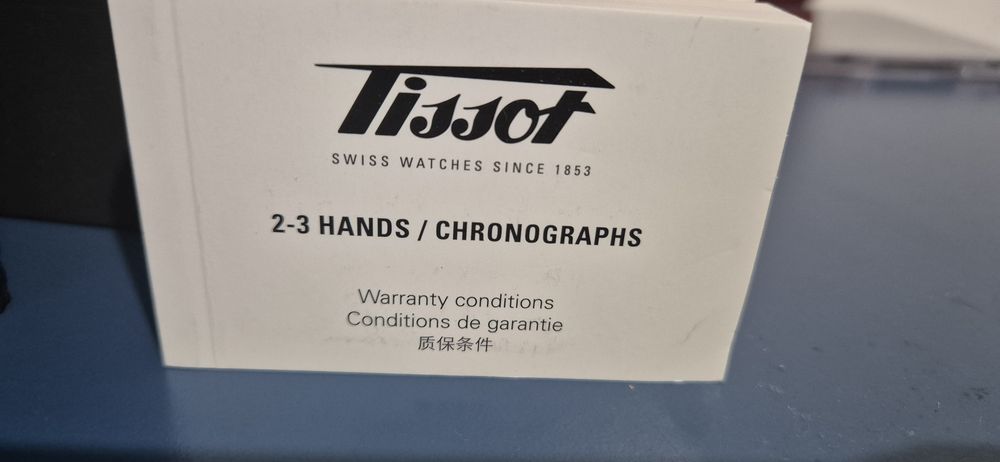 Tissot
SWISS WATCHES SINCE 1853
2-3 HANDS / CHRONOGRAPHS
Warranty conditions
Conditions de garantie
质保条件